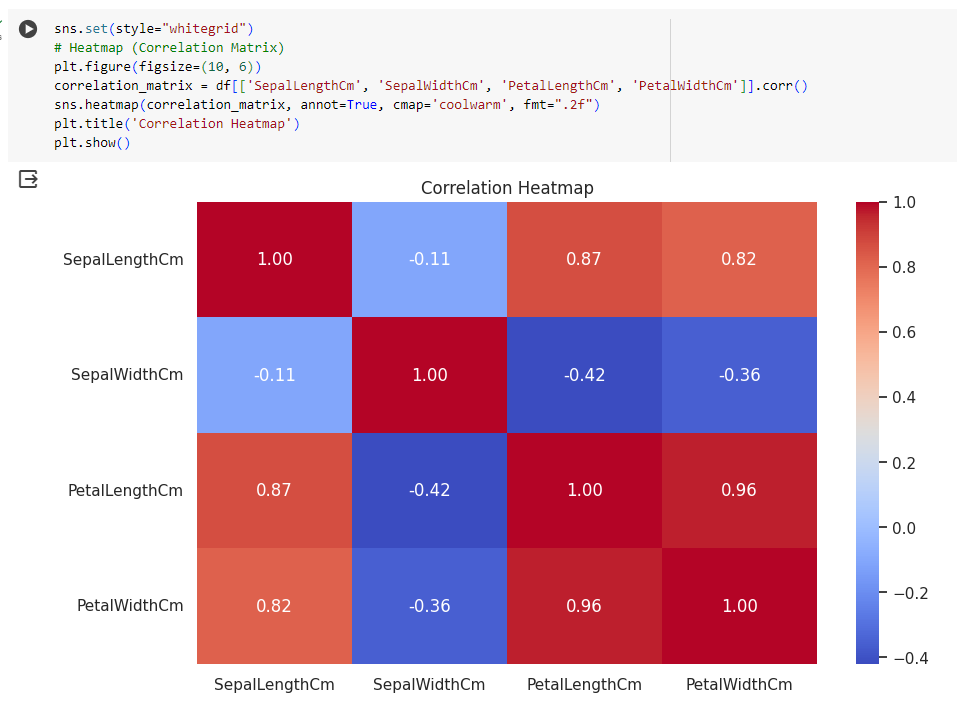 sns.set(style="whitegrid")
# Heatmap (Correlation Matrix)
plt.figure(figsize=(10, 6))
correlation_matrix = df[['SepalLengthCm', 'SepalWidthCm', 'PetalLengthCm', 'PetalWidthCm']].corr()
sns.heatmap(correlation_matrix, annot=True, cmap='coolwarm', fmt=".2f")
plt.title('Correlation Heatmap')
plt.show()
Correlation Heatmap
SepalLengthCm 1.00 -0.11 0.87 0.82
SepalWidthCm -0.11 1.00 -0.42 -0.36
PetalLengthCm 0.87 -0.42 1.00 0.96
PetalWidthCm 0.82 -0.36 0.96 1.00
SepalLengthCm SepalWidthCm PetalLengthCm PetalWidthCm
1.0
0.8
0.6
0.4
0.2
0.0
−0.2
−0.4